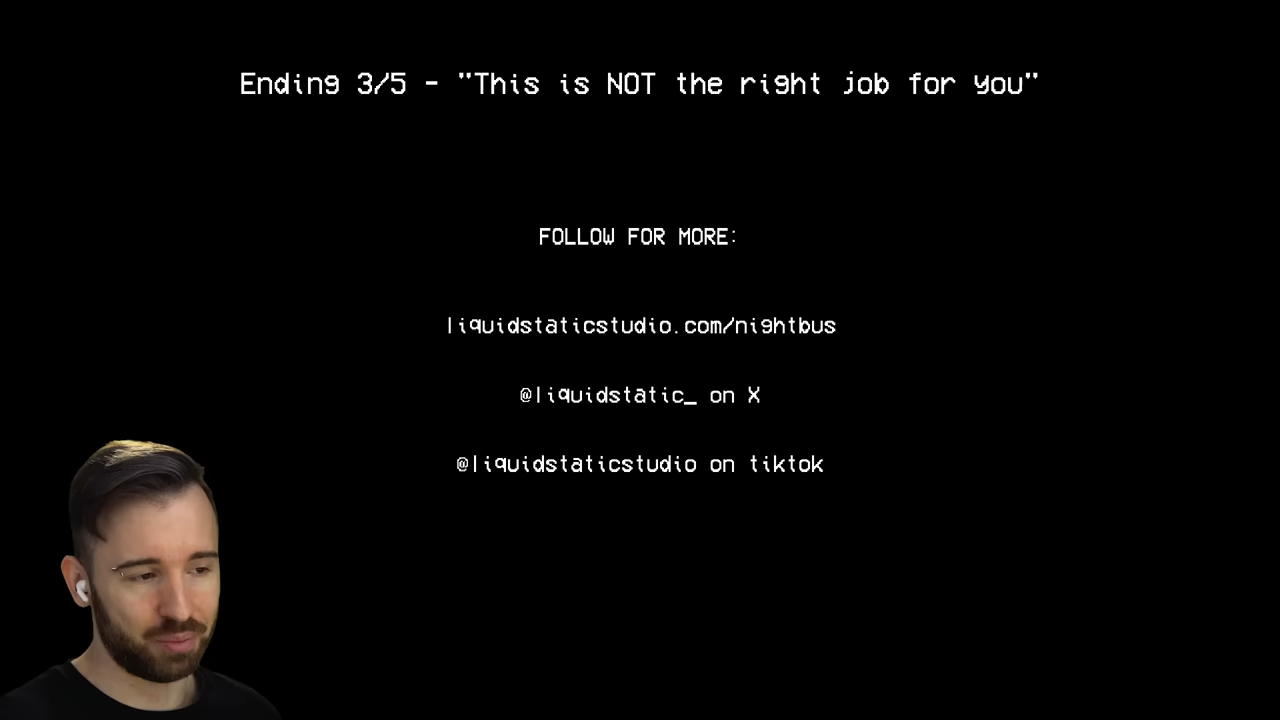 Ending 3/5 - "This is NOT the right job for you"
FOLLOW FOR MORE:
liquidstaticstudio.com/nightbus
@liquidstatic_ on X
@liquidstaticstudio on tiktok